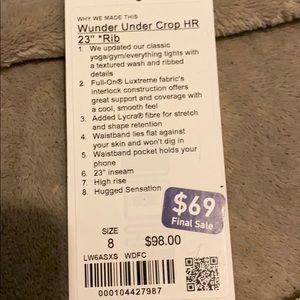 WHY WE MADE THIS
Wunder Under Crop HR
23" *Rib
1. We updated our classic
yoga/gym/everything tights with
a textured wash and ribbed
details
2. Full-On® Luxtreme fabric's
interlock construction offers
great support and coverage with
a cool, smooth feel
3. Added Lycra® fibre for stretch
and shape retention
4. Waistband lies flat against
your skin and won't dig in
5. Waistband pocket holds your
phone
6. 23" inseam
7. High rise
8. Hugged Sensation
$69
Final Sale
SIZE
8 $98.00
LW6ASXS WDFC
000104427987